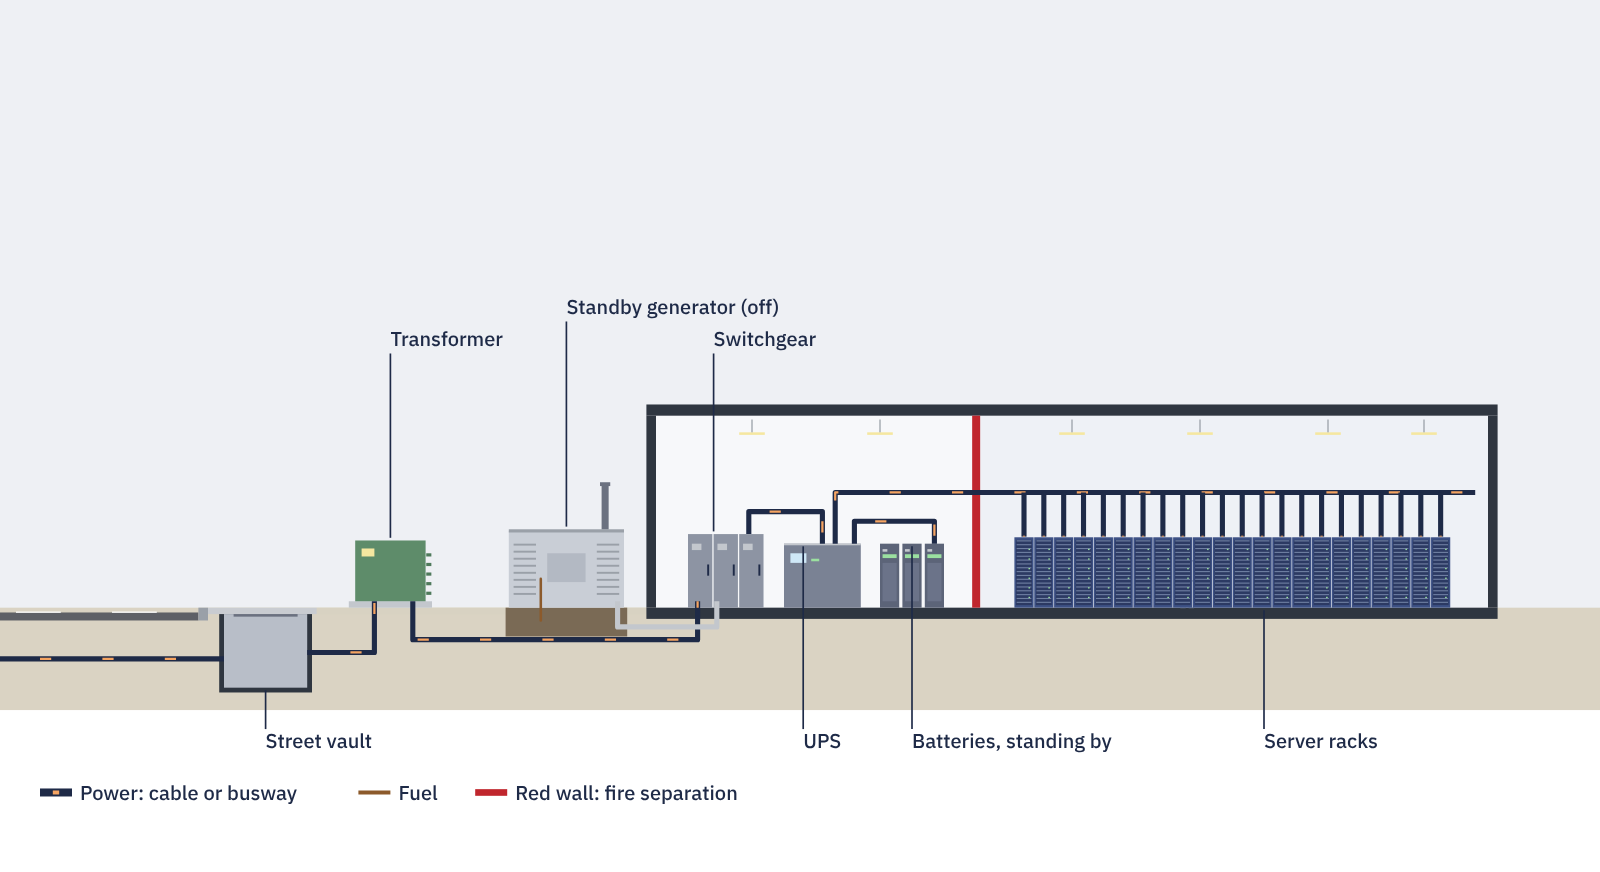 Standby generator (off)
Transformer
Switchgear
Street vault
UPS
Batteries, standing by
Server racks
Power: cable or busway
Fuel
Red wall: fire separation